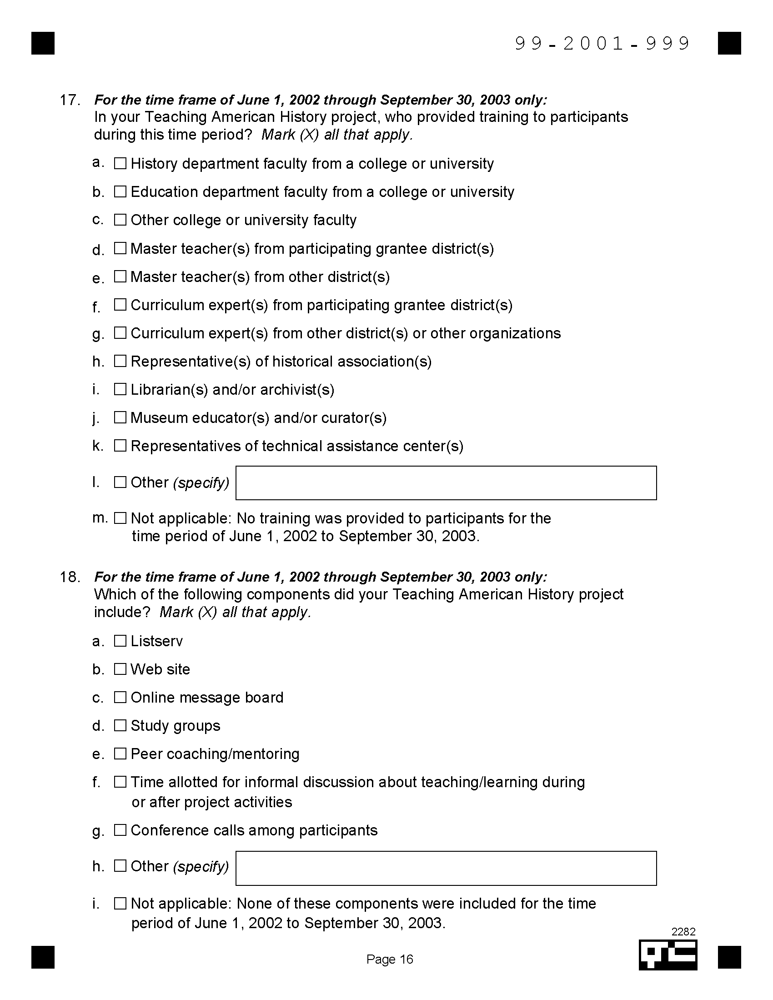 99-2001-999
17. For the time frame of June 1, 2002 through September 30, 2003 only:
In your Teaching American History project, who provided training to participants
during this time period? Mark (X) all that apply.
a. History department faculty from a college or university
b. Education department faculty from a college or university
c. Other college or university faculty
d. Master teacher(s) from participating grantee district(s)
e. Master teacher(s) from other district(s)
f. Curriculum expert(s) from participating grantee district(s)
g. Curriculum expert(s) from other district(s) or other organizations
h. Representative(s) of historical association(s)
i. Librarian(s) and/or archivist(s)
j. Museum educator(s) and/or curator(s)
k. Representatives of technical assistance center(s)
l. Other (specify)
m. Not applicable: No training was provided to participants for the
time period of June 1, 2002 to September 30, 2003.
18. For the time frame of June 1, 2002 through September 30, 2003 only:
Which of the following components did your Teaching American History project
include? Mark (X) all that apply.
a. Listserv
b. Web site
c. Online message board
d. Study groups
e. Peer coaching/mentoring
f. Time allotted for informal discussion about teaching/learning during
or after project activities
g. Conference calls among participants
h. Other (specify)
i. Not applicable: None of these components were included for the time
period of June 1, 2002 to September 30, 2003.
2282
Page 16